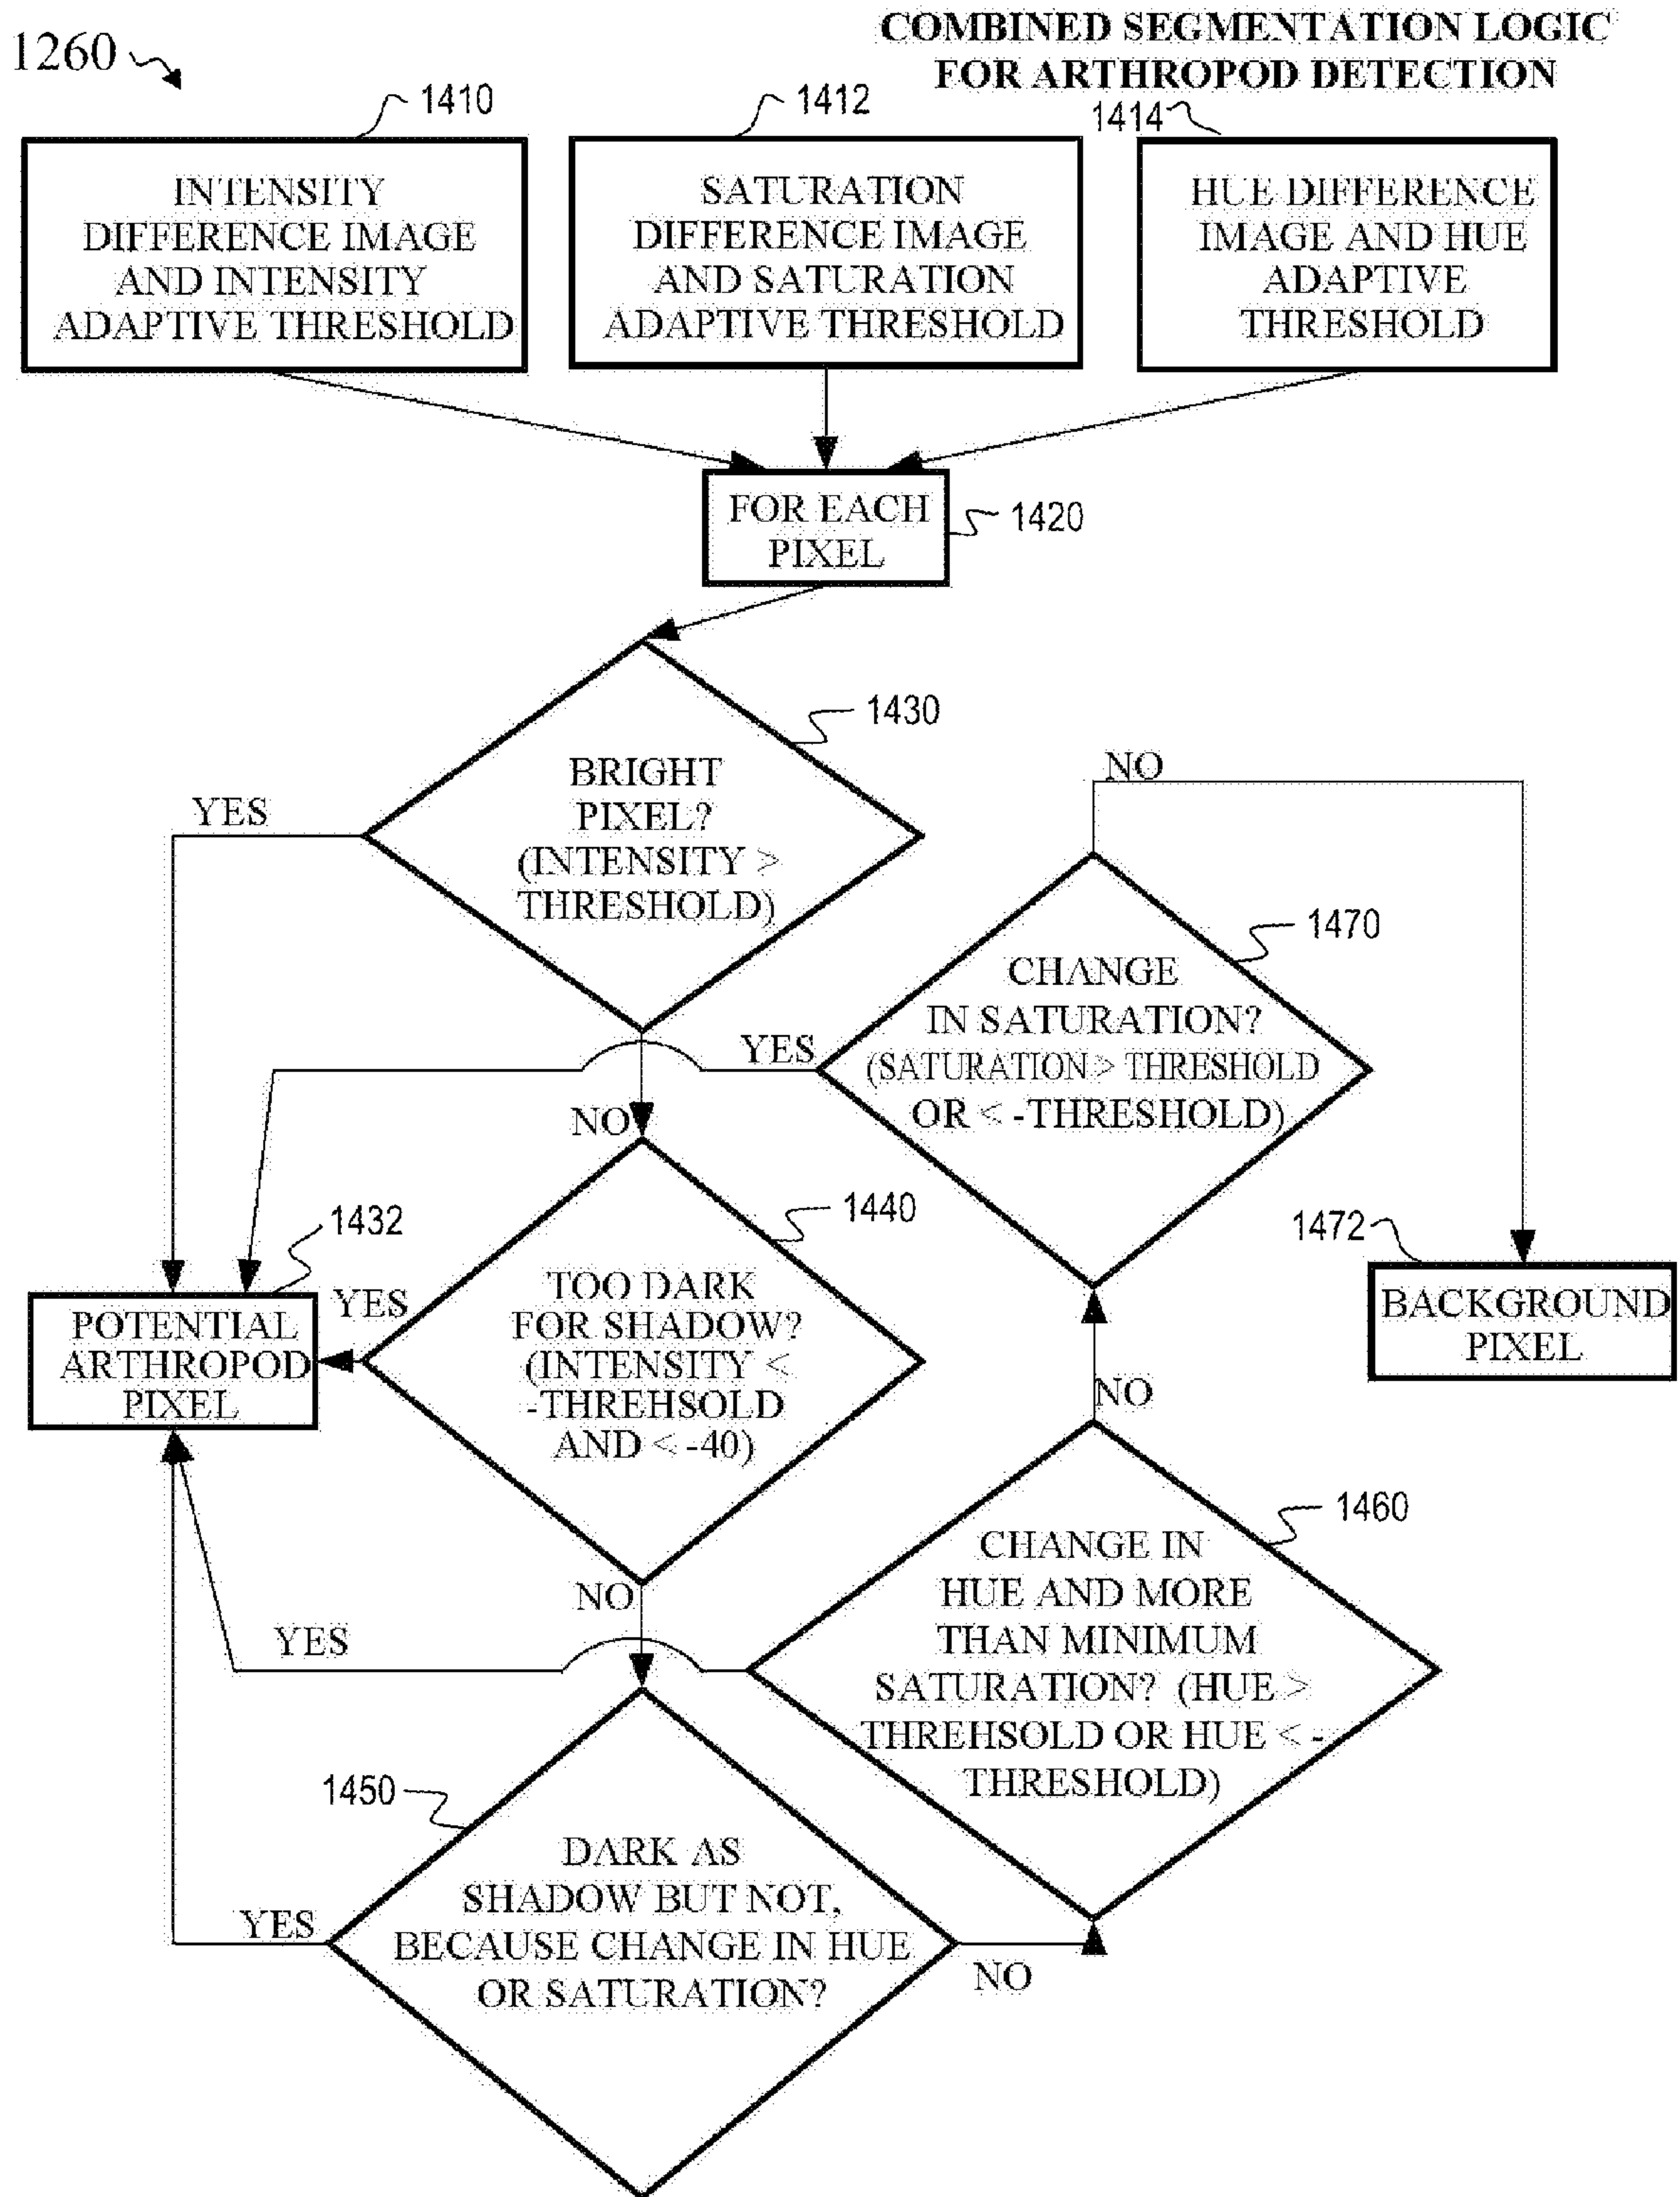 COMBINED SEGMENTATION LOGIC
FOR ARTHROPOD DETECTION
1260
1410
1412
1414
INTENSITY
DIFFERENCE IMAGE
AND INTENSITY
ADAPTIVE THRESHOLD
SATURATION
DIFFERENCE IMAGE
AND SATURATION
ADAPTIVE THRESHOLD
HUE DIFFERENCE
IMAGE AND HUE
ADAPTIVE
THRESHOLD
FOR EACH
PIXEL
1420
1430
BRIGHT
PIXEL?
(INTENSITY >
THRESHOLD)
YES
NO
NO
1470
CHANGE
IN SATURATION?
(SATURATION > THRESHOLD
OR < -THRESHOLD)
YES
1440
TOO DARK
FOR SHADOW?
(INTENSITY <
-THREHSOLD
AND < -40)
YES
NO
1432
POTENTIAL
ARTHROPOD
PIXEL
1472
BACKGROUND
PIXEL
NO
1460
CHANGE IN
HUE AND MORE
THAN MINIMUM
SATURATION? (HUE >
THREHSOLD OR HUE < -
THRESHOLD)
YES
1450
DARK AS
SHADOW BUT NOT,
BECAUSE CHANGE IN HUE
OR SATURATION?
YES
NO